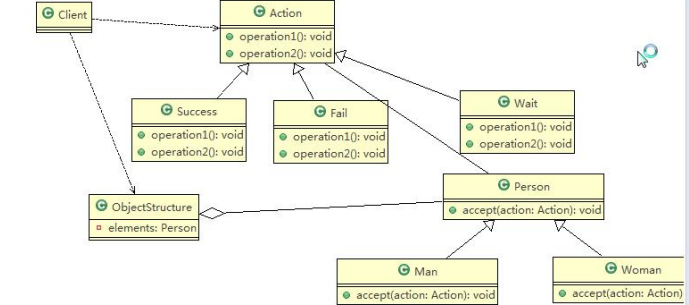 Client
Action
operation1(): void
operation2(): void
Success
operation1(): void
operation2(): void
Fail
operation1(): void
operation2(): void
Wait
operation1(): void
operation2(): void
ObjectStructure
elements: Person
Person
accept(action: Action): void
Man
accept(action: Action): void
Woman
accept(action: Action)